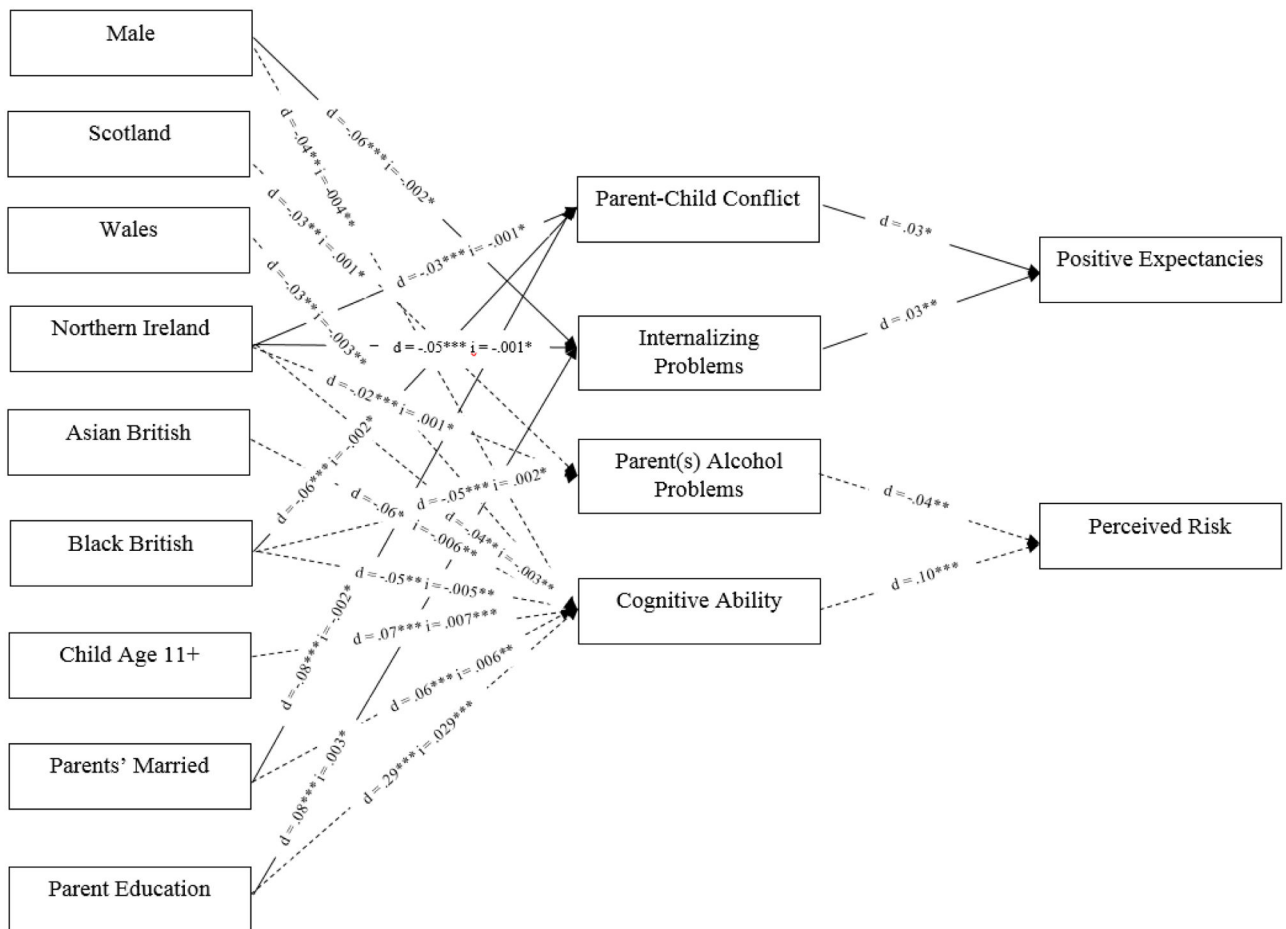 Male
Scotland
Wales
Northern Ireland
Asian British
Black British
Child Age 11+
Parents’ Married
Parent Education
d = -.06*** i = -.002*
d = -.04** i = -.004**
d = -.03** i = .001*
d = -.03** i = -.003**
d = -.03*** i = -.001*
d = -.05*** i = -.001*
d = -.02*** i = .001*
d = -.04** i = -.003**
d = -.06* i = -.006**
d = -.06*** i = -.002*
d = -.05*** i = -.002*
d = -.05** i = -.005**
d = .07*** i = .007***
d = -.08*** i = -.002*
d = .06*** i = .006**
d = .08*** i = .003*
d = .29*** i = .029***
Parent-Child Conflict
Internalizing
Problems
Parent(s) Alcohol
Problems
Cognitive Ability
d = .03*
d = .03**
d = -.04**
d = .10***
Positive Expectancies
Perceived Risk